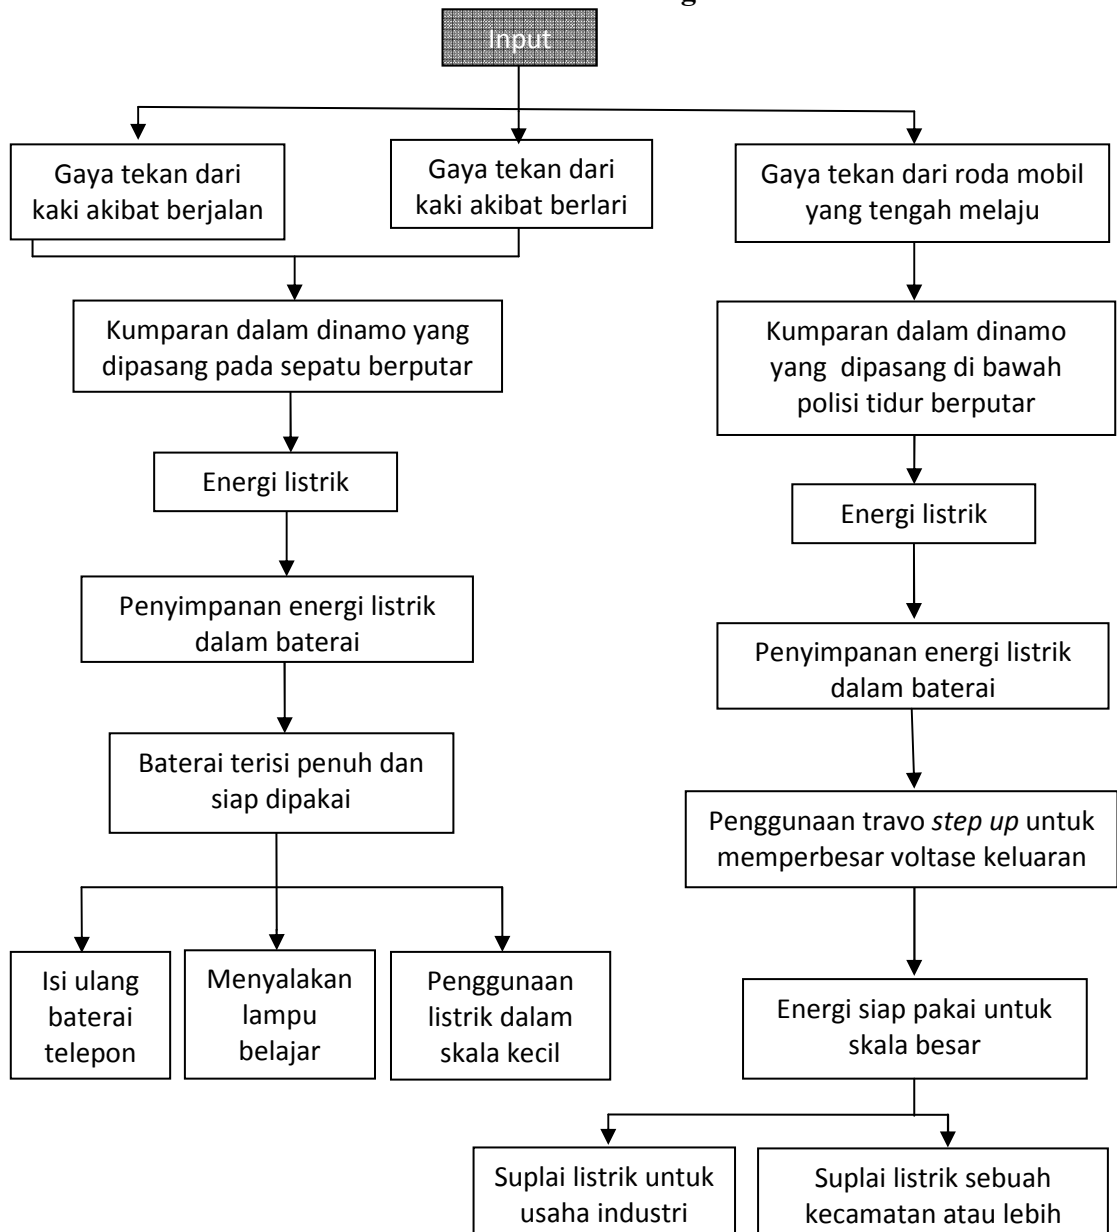 Input
Gaya tekan dari
kaki akibat berjalan
Gaya tekan dari
kaki akibat berlari
Gaya tekan dari roda mobil
yang tengah melaju
Kumparan dalam dinamo yang
dipasang pada sepatu berputar
Kumparan dalam dinamo
yang dipasang di bawah
polisi tidur berputar
Energi listrik
Energi listrik
Penyimpanan energi listrik
dalam baterai
Penyimpanan energi listrik
dalam baterai
Baterai terisi penuh dan
siap dipakai
Penggunaan travo step up untuk
memperbesar voltase keluaran
Isi ulang
baterai
telepon
Menyalakan
lampu
belajar
Penggunaan
listrik dalam
skala kecil
Energi siap pakai untuk
skala besar
Suplai listrik untuk
usaha industri
Suplai listrik sebuah
kecamatan atau lebih